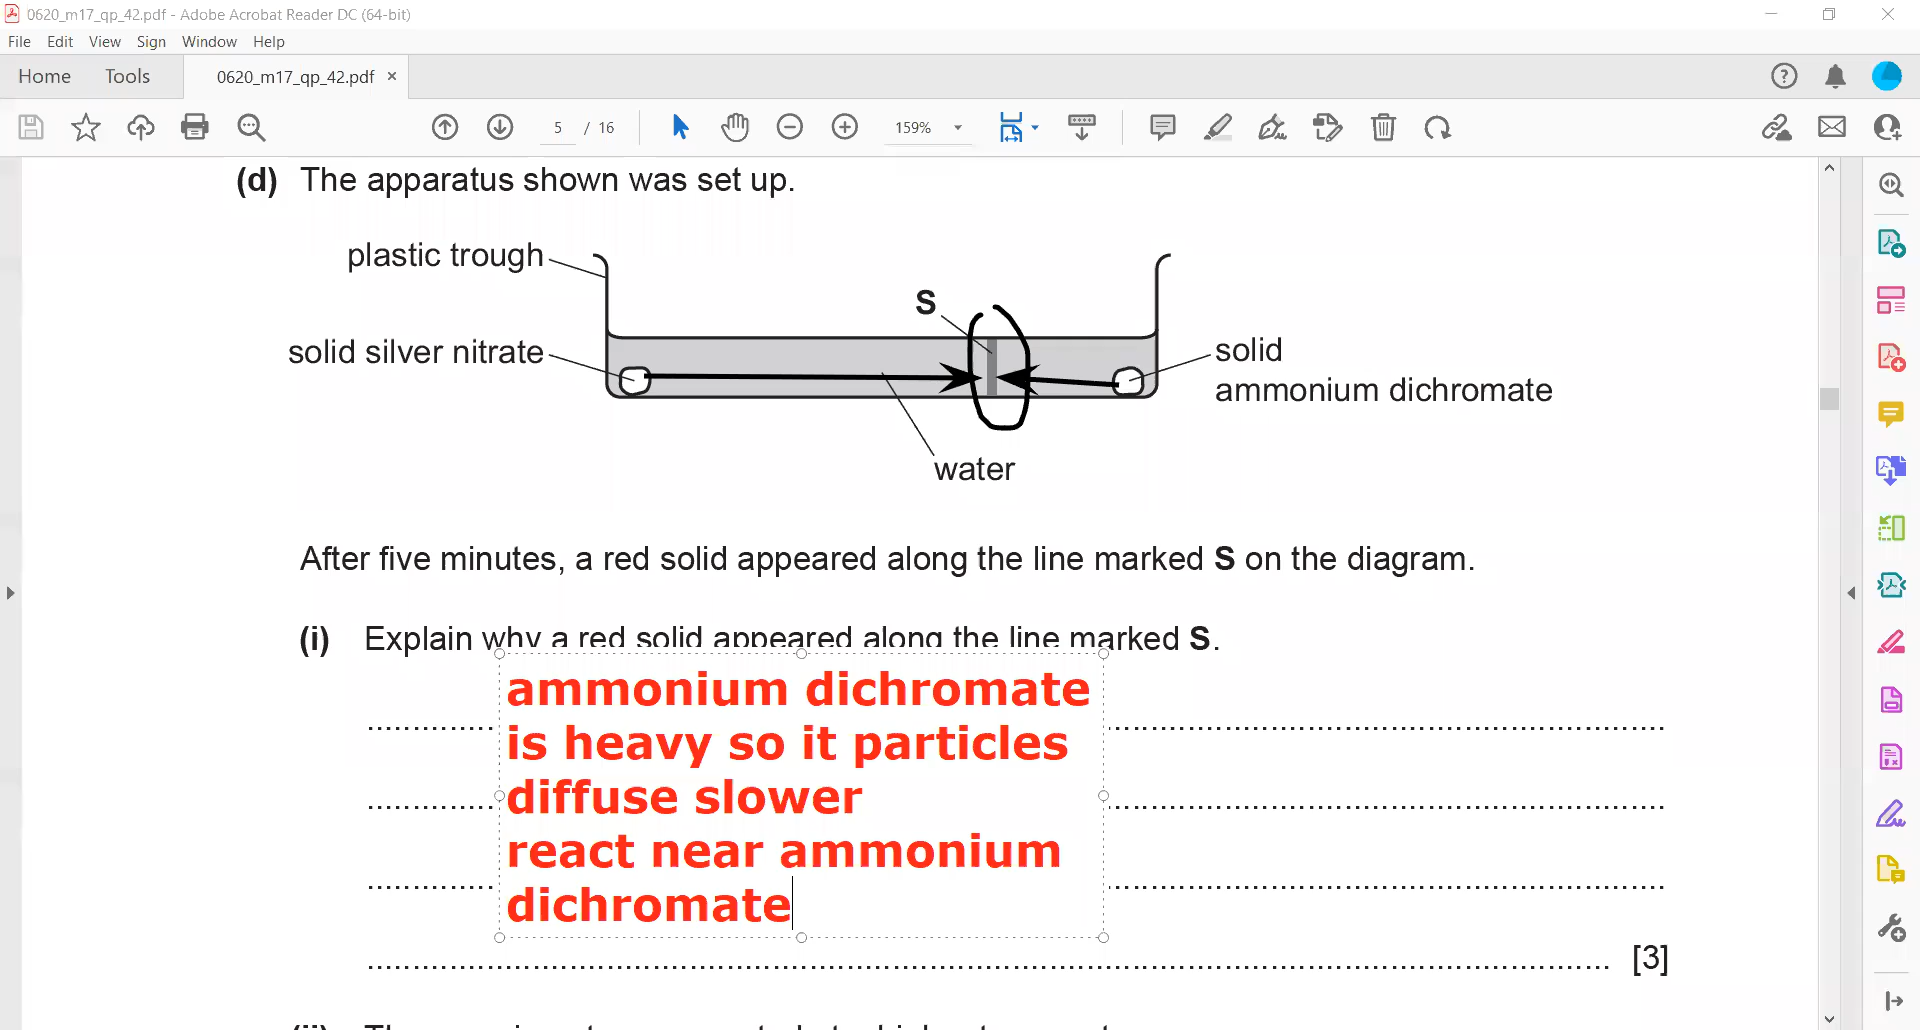 0620_m17_qp_42.pdf - Adobe Acrobat Reader DC (64-bit)
File Edit View Sign Window Help
Home Tools 0620_m17_qp_42.pdf ×
5 / 16 159%
(d) The apparatus shown was set up.
plastic trough
S
solid silver nitrate
solid
ammonium dichromate
water
After five minutes, a red solid appeared along the line marked S on the diagram.
(i) Explain why a red solid appeared along the line marked S.
ammonium dichromate
is heavy so it particles
diffuse slower
react near ammonium
dichromate
[3]